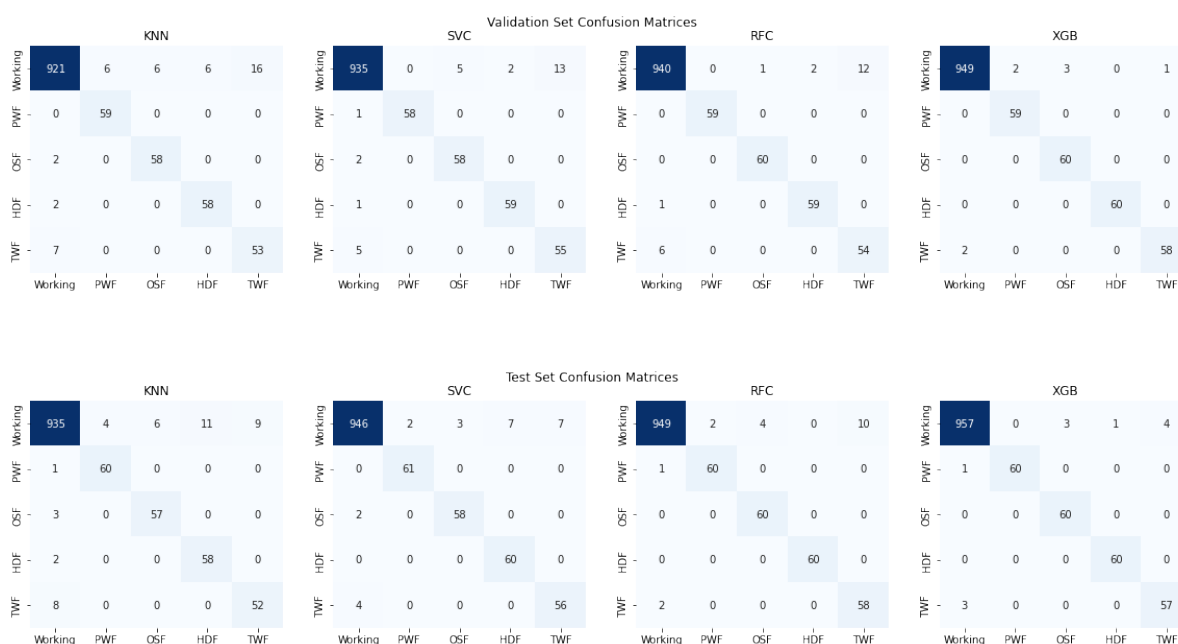 Validation Set Confusion Matrices
KNN SVC RFC XGB
Working 921 6 6 6 16 Working 935 0 5 2 13 Working 940 0 1 2 12 Working 949 2 3 0 1
PWF 0 59 0 0 0 PWF 1 58 0 0 0 PWF 0 59 0 0 0 PWF 0 59 0 0 0
OSF 2 0 58 0 0 OSF 2 0 58 0 0 OSF 0 0 60 0 0 OSF 0 0 60 0 0
HDF 2 0 0 58 0 HDF 1 0 0 59 0 HDF 1 0 0 59 0 HDF 0 0 0 60 0
TWF 7 0 0 0 53 TWF 5 0 0 0 55 TWF 6 0 0 0 54 TWF 2 0 0 0 58
Working PWF OSF HDF TWF Working PWF OSF HDF TWF Working PWF OSF HDF TWF Working PWF OSF HDF TWF
Test Set Confusion Matrices
KNN SVC RFC XGB
Working 935 4 6 11 9 Working 946 2 3 7 7 Working 949 2 4 0 10 Working 957 0 3 1 4
PWF 1 60 0 0 0 PWF 0 61 0 0 0 PWF 1 60 0 0 0 PWF 1 60 0 0 0
OSF 3 0 57 0 0 OSF 2 0 58 0 0 OSF 0 0 60 0 0 OSF 0 0 60 0 0
HDF 2 0 0 58 0 HDF 0 0 0 60 0 HDF 0 0 0 60 0 HDF 0 0 0 60 0
TWF 8 0 0 0 52 TWF 4 0 0 0 56 TWF 2 0 0 0 58 TWF 3 0 0 0 57
Working PWF OSF HDF TWF Working PWF OSF HDF TWF Working PWF OSF HDF TWF Working PWF OSF HDF TWF